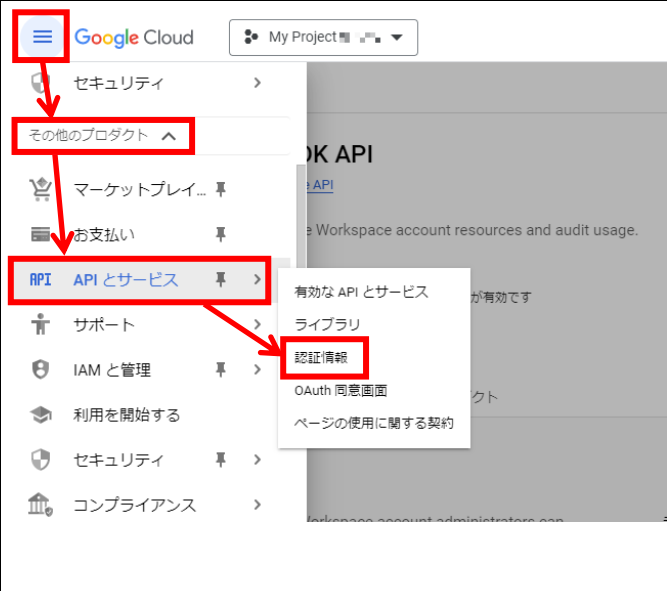 Google Cloud
My Project
セキュリティ
その他のプロダクト
DK API
e API
マーケットプレイ...
お支払い
e Workspace account resources and audit usage.
API API とサービス
有効な API とサービス
が有効です
サポート
ライブラリ
IAM と管理
認証情報
OAuth 同意画面
クト
利用を開始する
ページの使用に関する契約
セキュリティ
コンプライアンス
Workspace account administrators can